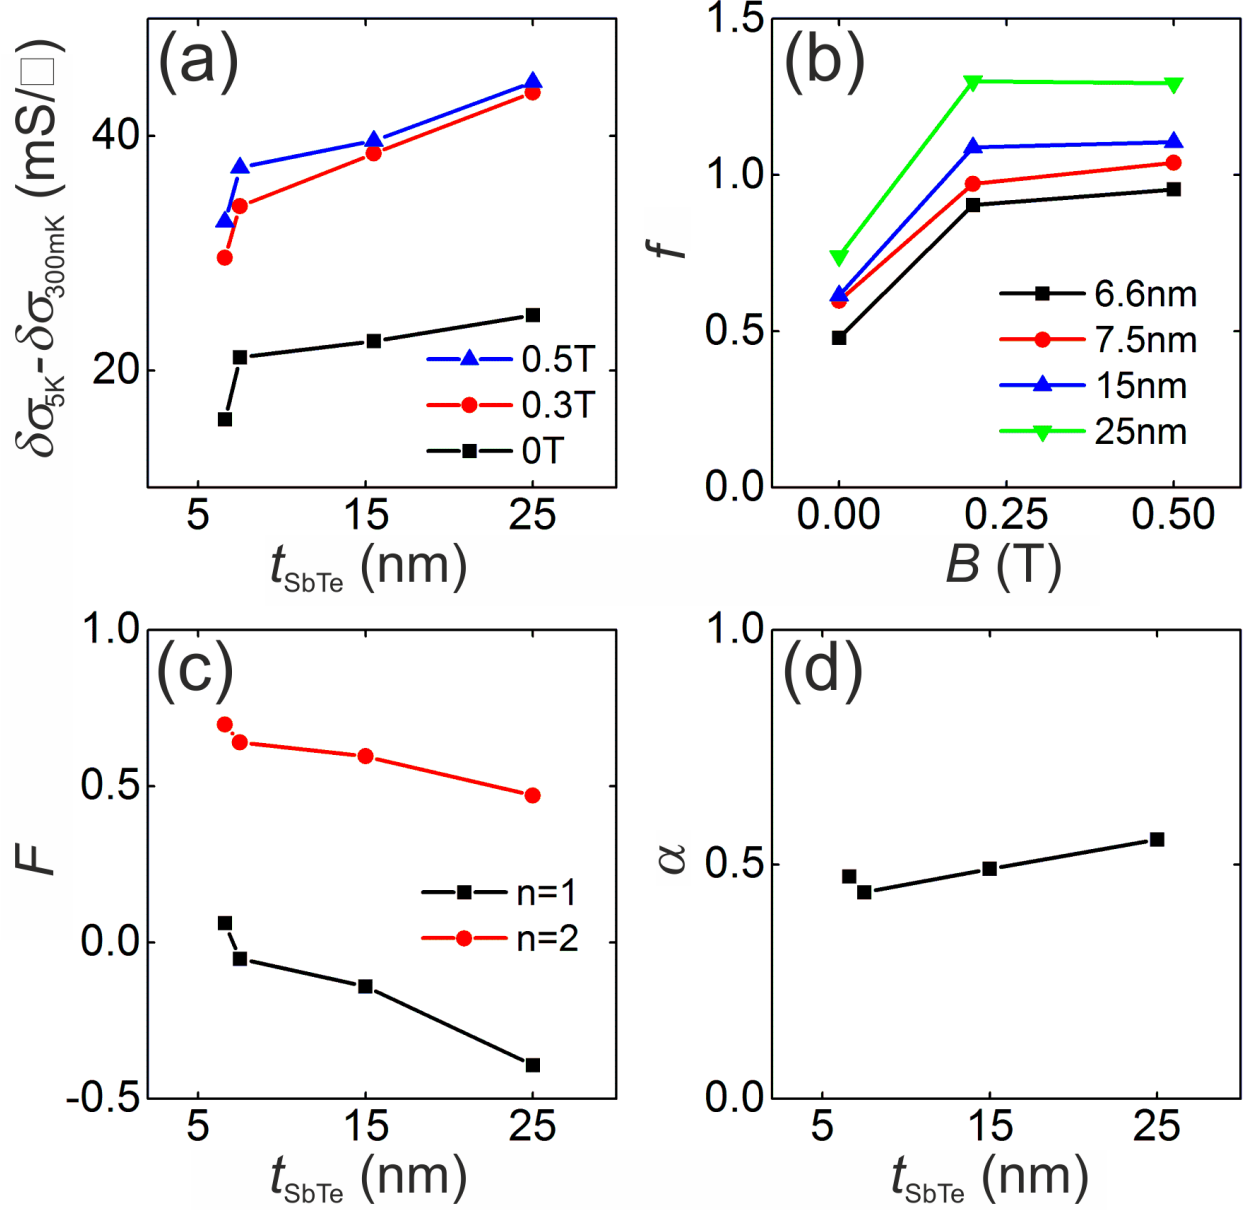 (a)
δσ5K-δσ300mK (mS/□)
40
20
0.5T
0.3T
0T
5 15 25
tSbTe (nm)
(b)
f
1.5
1.0
0.5
0.0
6.6nm
7.5nm
15nm
25nm
0.00 0.25 0.50
B (T)
(c)
F
1.0
0.5
0.0
-0.5
n=1
n=2
5 15 25
tSbTe (nm)
(d)
α
1.0
0.5
0.0
5 15 25
tSbTe (nm)